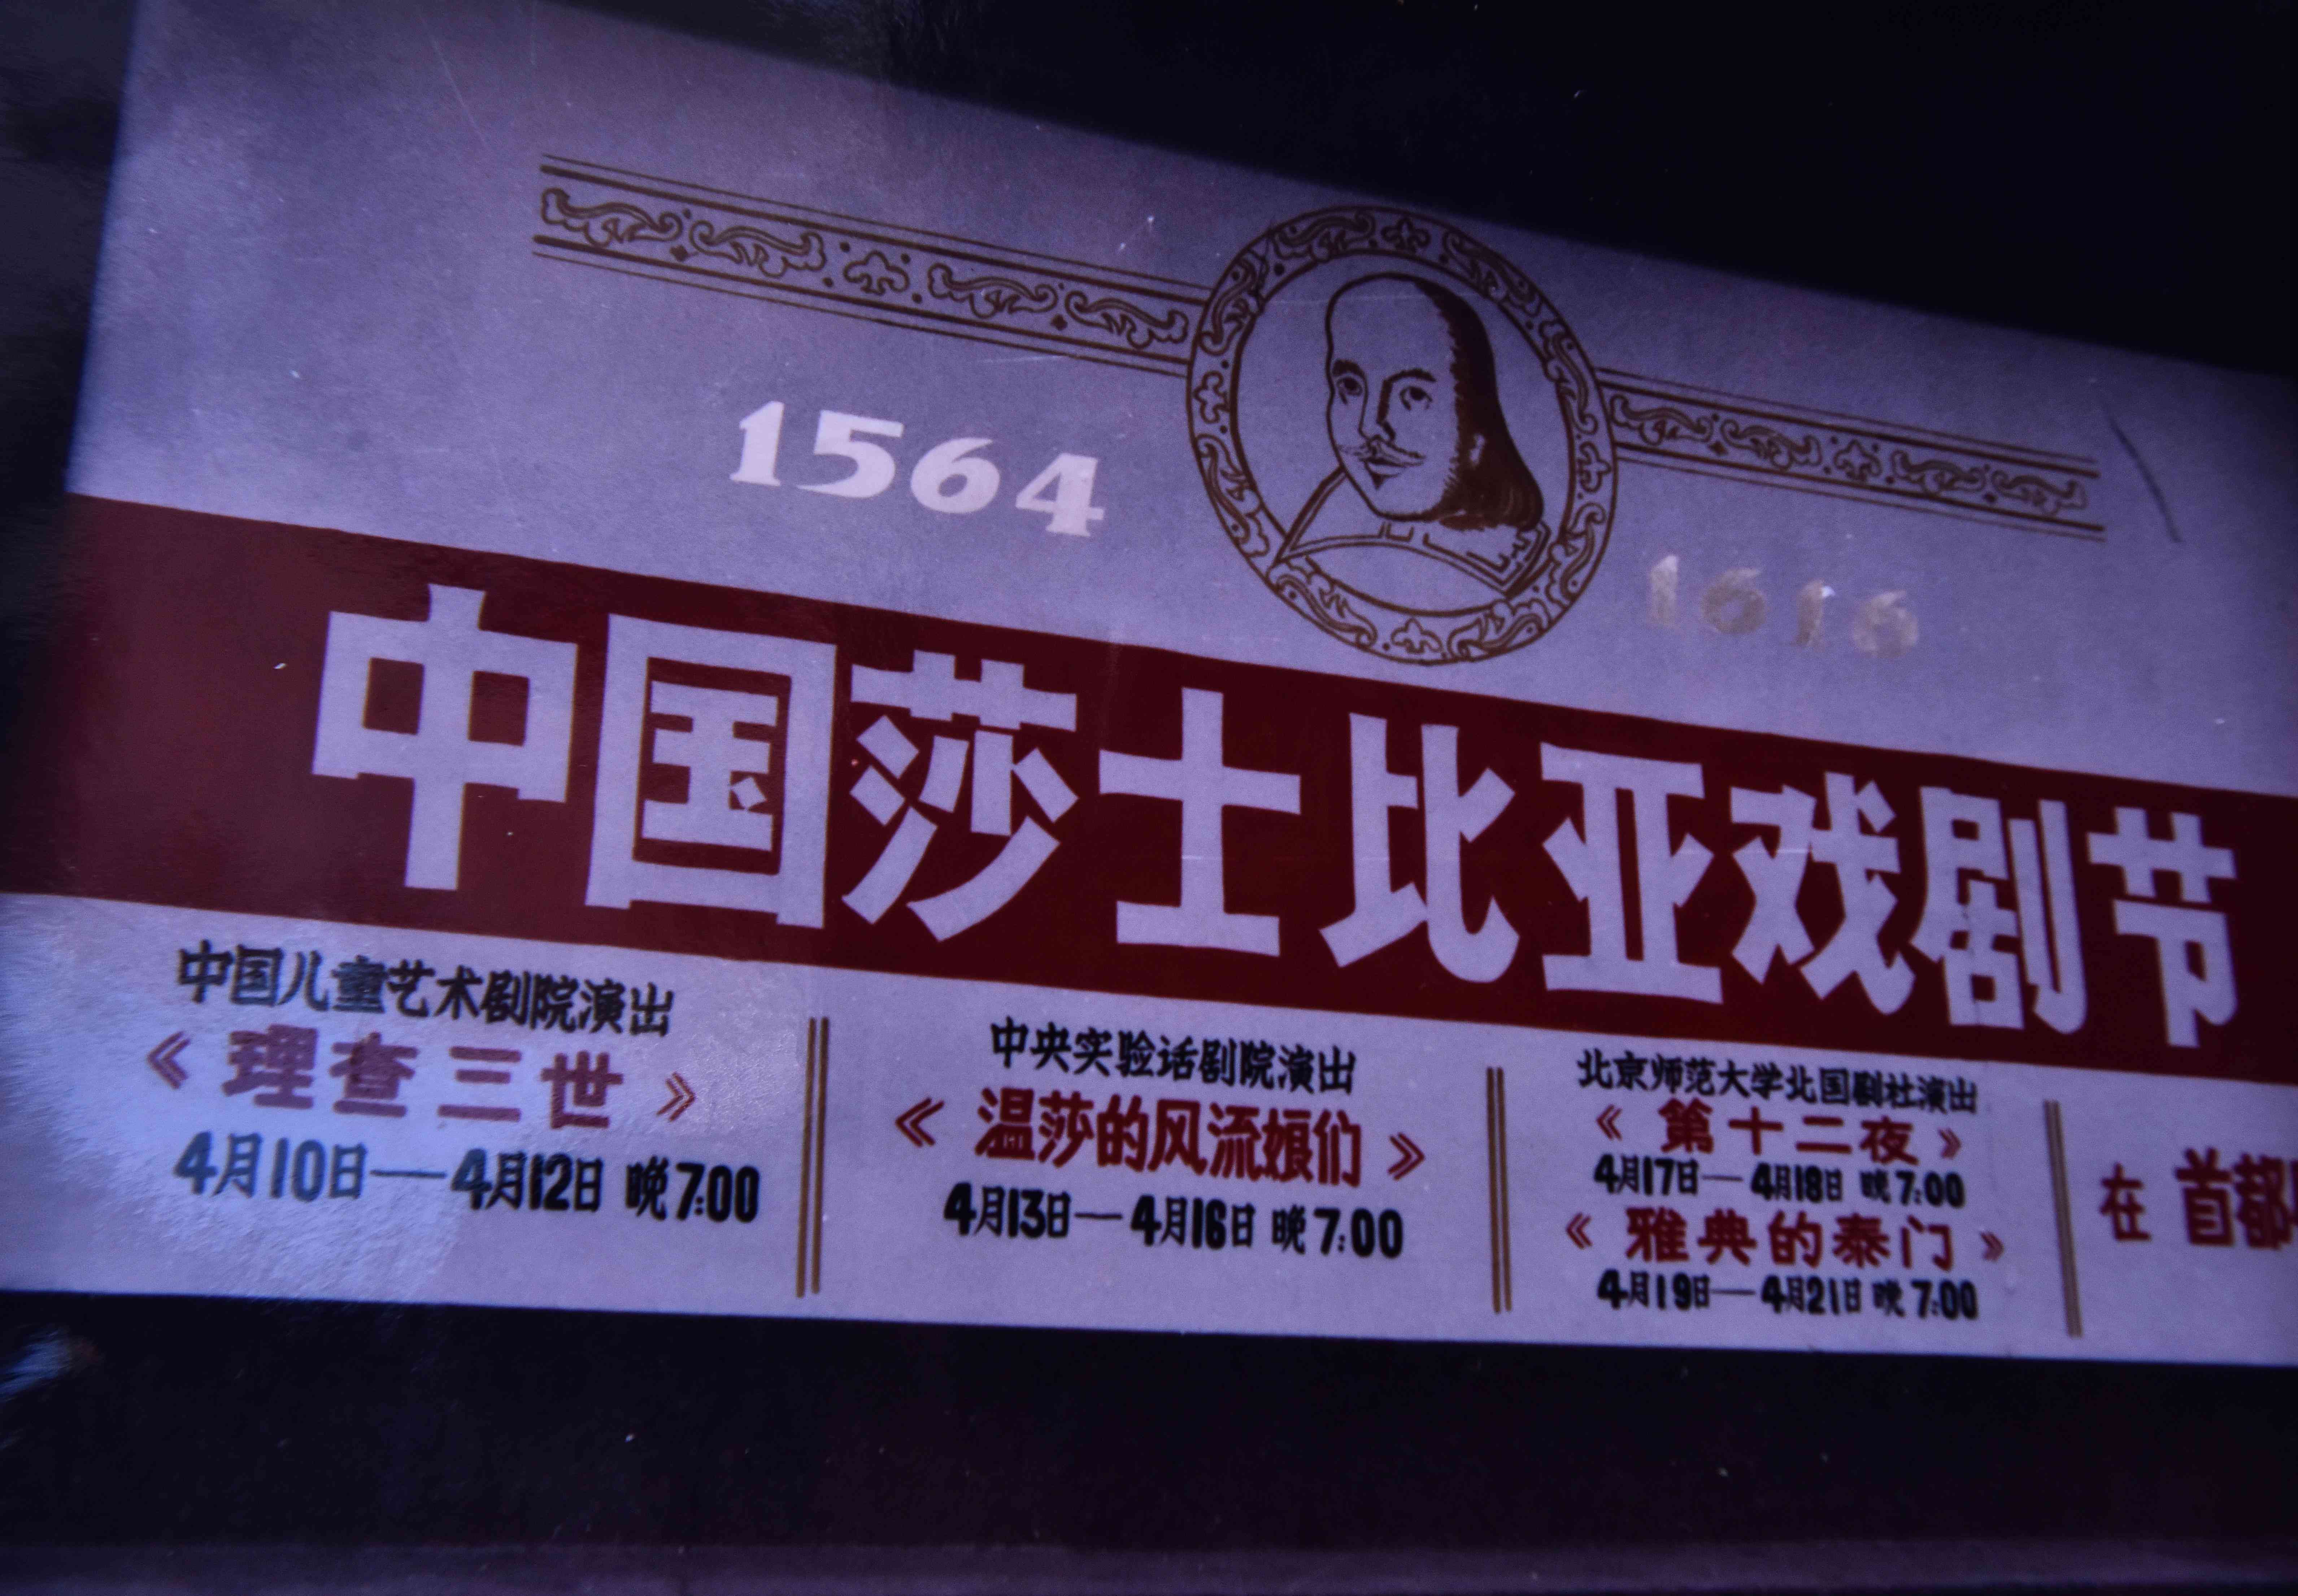 1564
1616
中国莎士比亚戏剧节
中国儿童艺术剧院演出
《理查三世》
4月10日——4月12日 晚7:00
中央实验话剧院演出
《温莎的风流娘们》
4月13日——4月16日 晚7:00
北京师范大学北国剧社演出
《第十二夜》
4月17日——4月18日 晚7:00
《雅典的泰门》
4月19日——4月21日 晚7:00
在 首都